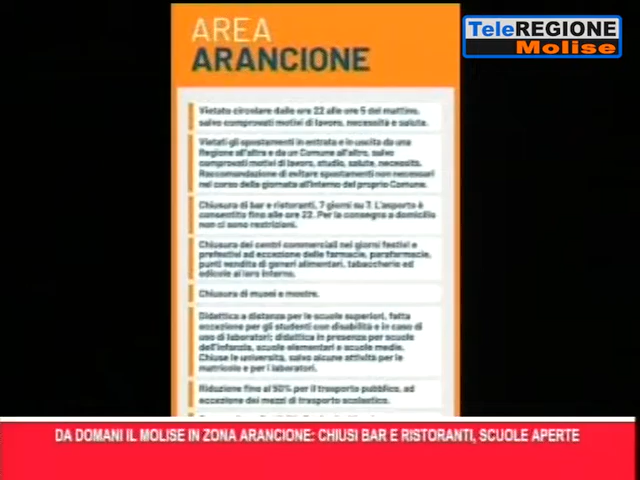 AREA
ARANCIONE
TeleREGIONE
Molise
Vietato circolare dalle ore 22 alle ore 5 del mattino,
salvo comprovati motivi di lavoro, necessità e salute.
Vietati gli spostamenti in entrata e in uscita da una
Regione all'altra e da un Comune all'altro, salvo
comprovati motivi di lavoro, studio, salute, necessità.
Raccomandazione di evitare spostamenti non necessari
nel corso della giornata all'interno del proprio Comune.
Chiusura di bar e ristoranti, 7 giorni su 7. L'asporto è
consentito fino alle ore 22. Per la consegna a domicilio
non ci sono restrizioni.
Chiusura dei centri commerciali nei giorni festivi e
prefestivi ad eccezione delle farmacie, parafarmacie,
punti vendita di generi alimentari, tabaccherie ed
edicole al loro interno.
Chiusura di musei e mostre.
Didattica a distanza per le scuole superiori, fatta
eccezione per gli studenti con disabilità e in caso di
uso di laboratori; didattica in presenza per scuole
dell'infanzia, scuole elementari e scuole medie.
Chiuse le università, salvo alcune attività per le
matricole e per i laboratori.
Riduzione fino al 50% per il trasporto pubblico, ad
eccezione dei mezzi di trasporto scolastico.
DA DOMANI IL MOLISE IN ZONA ARANCIONE: CHIUSI BAR E RISTORANTI, SCUOLE APERTE